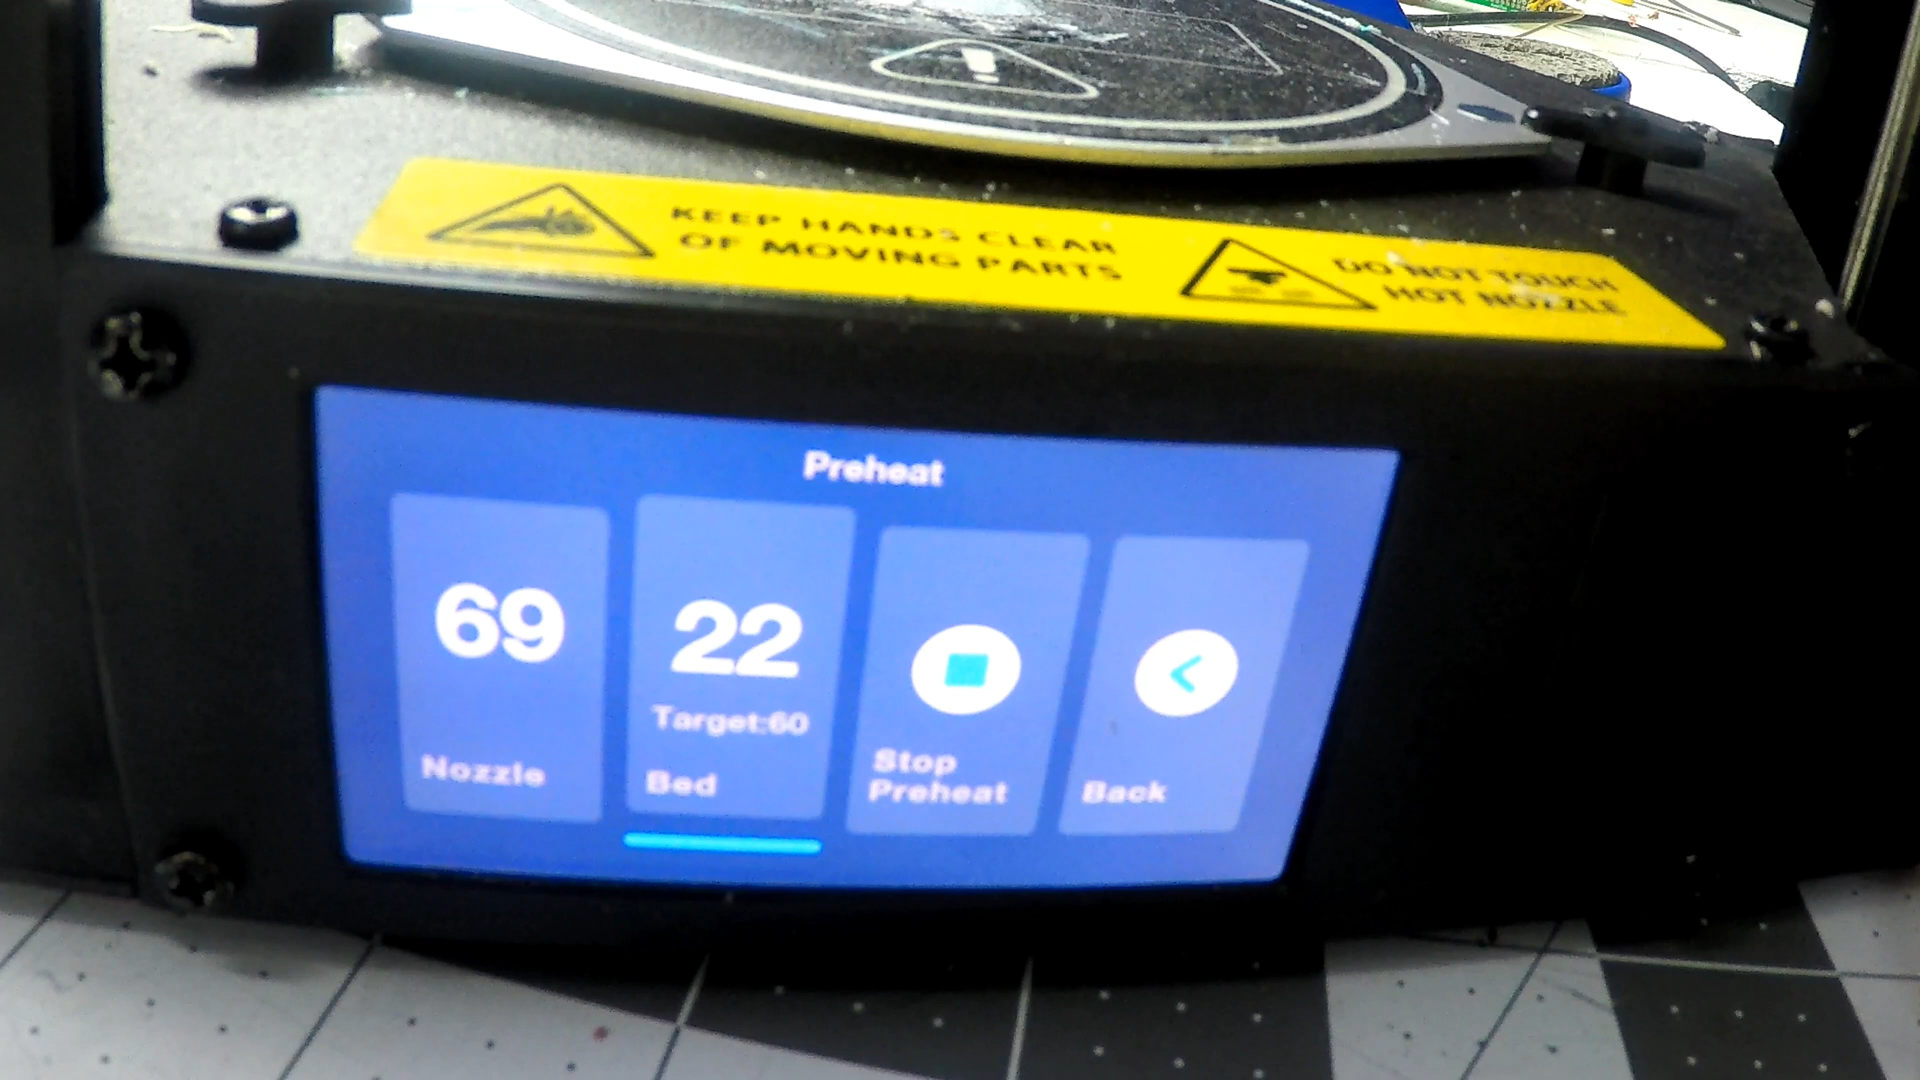 KEEP HANDS CLEAR
OF MOVING PARTS
DO NOT TOUCH
HOT NOZZLE
Preheat
69
Nozzle
22
Target:60
Bed
Stop
Preheat
Back